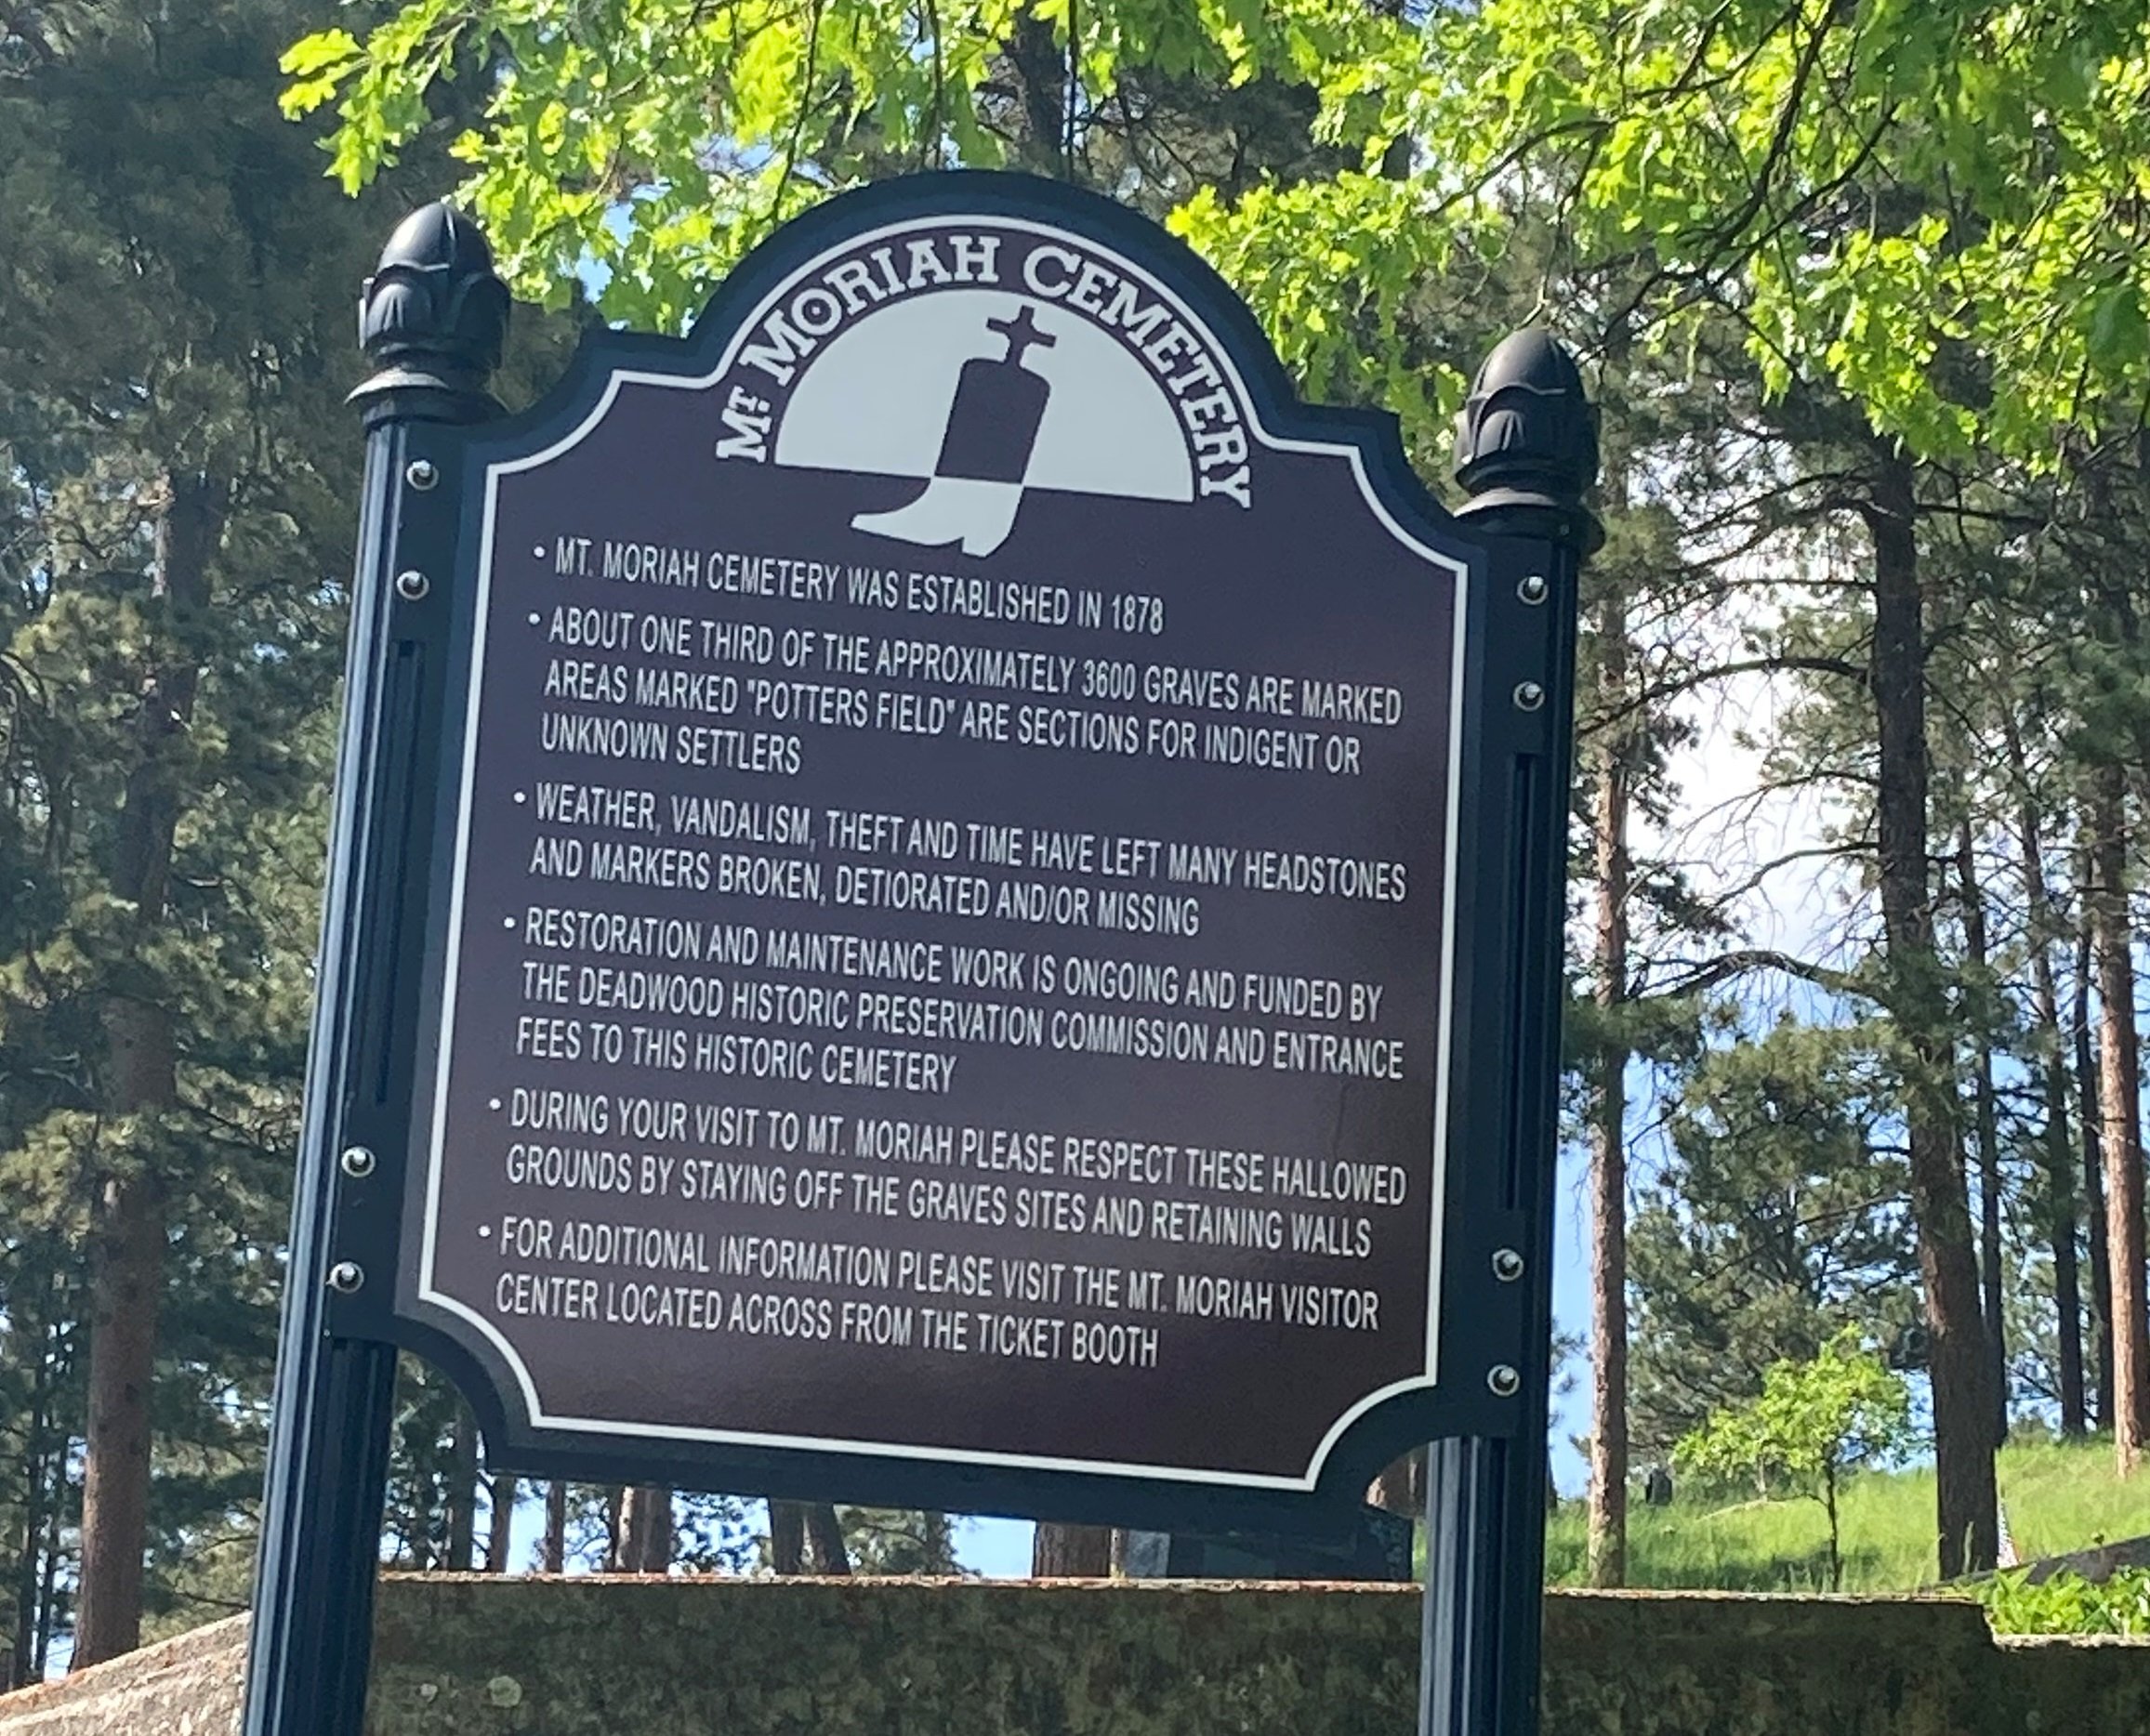 MT. MORIAH CEMETERY
• MT. MORIAH CEMETERY WAS ESTABLISHED IN 1878
• ABOUT ONE THIRD OF THE APPROXIMATELY 3600 GRAVES ARE MARKED
AREAS MARKED "POTTERS FIELD" ARE SECTIONS FOR INDIGENT OR
UNKNOWN SETTLERS
• WEATHER, VANDALISM, THEFT AND TIME HAVE LEFT MANY HEADSTONES
AND MARKERS BROKEN, DETIORATED AND/OR MISSING
• RESTORATION AND MAINTENANCE WORK IS ONGOING AND FUNDED BY
THE DEADWOOD HISTORIC PRESERVATION COMMISSION AND ENTRANCE
FEES TO THIS HISTORIC CEMETERY
• DURING YOUR VISIT TO MT. MORIAH PLEASE RESPECT THESE HALLOWED
GROUNDS BY STAYING OFF THE GRAVES SITES AND RETAINING WALLS
• FOR ADDITIONAL INFORMATION PLEASE VISIT THE MT. MORIAH VISITOR
CENTER LOCATED ACROSS FROM THE TICKET BOOTH